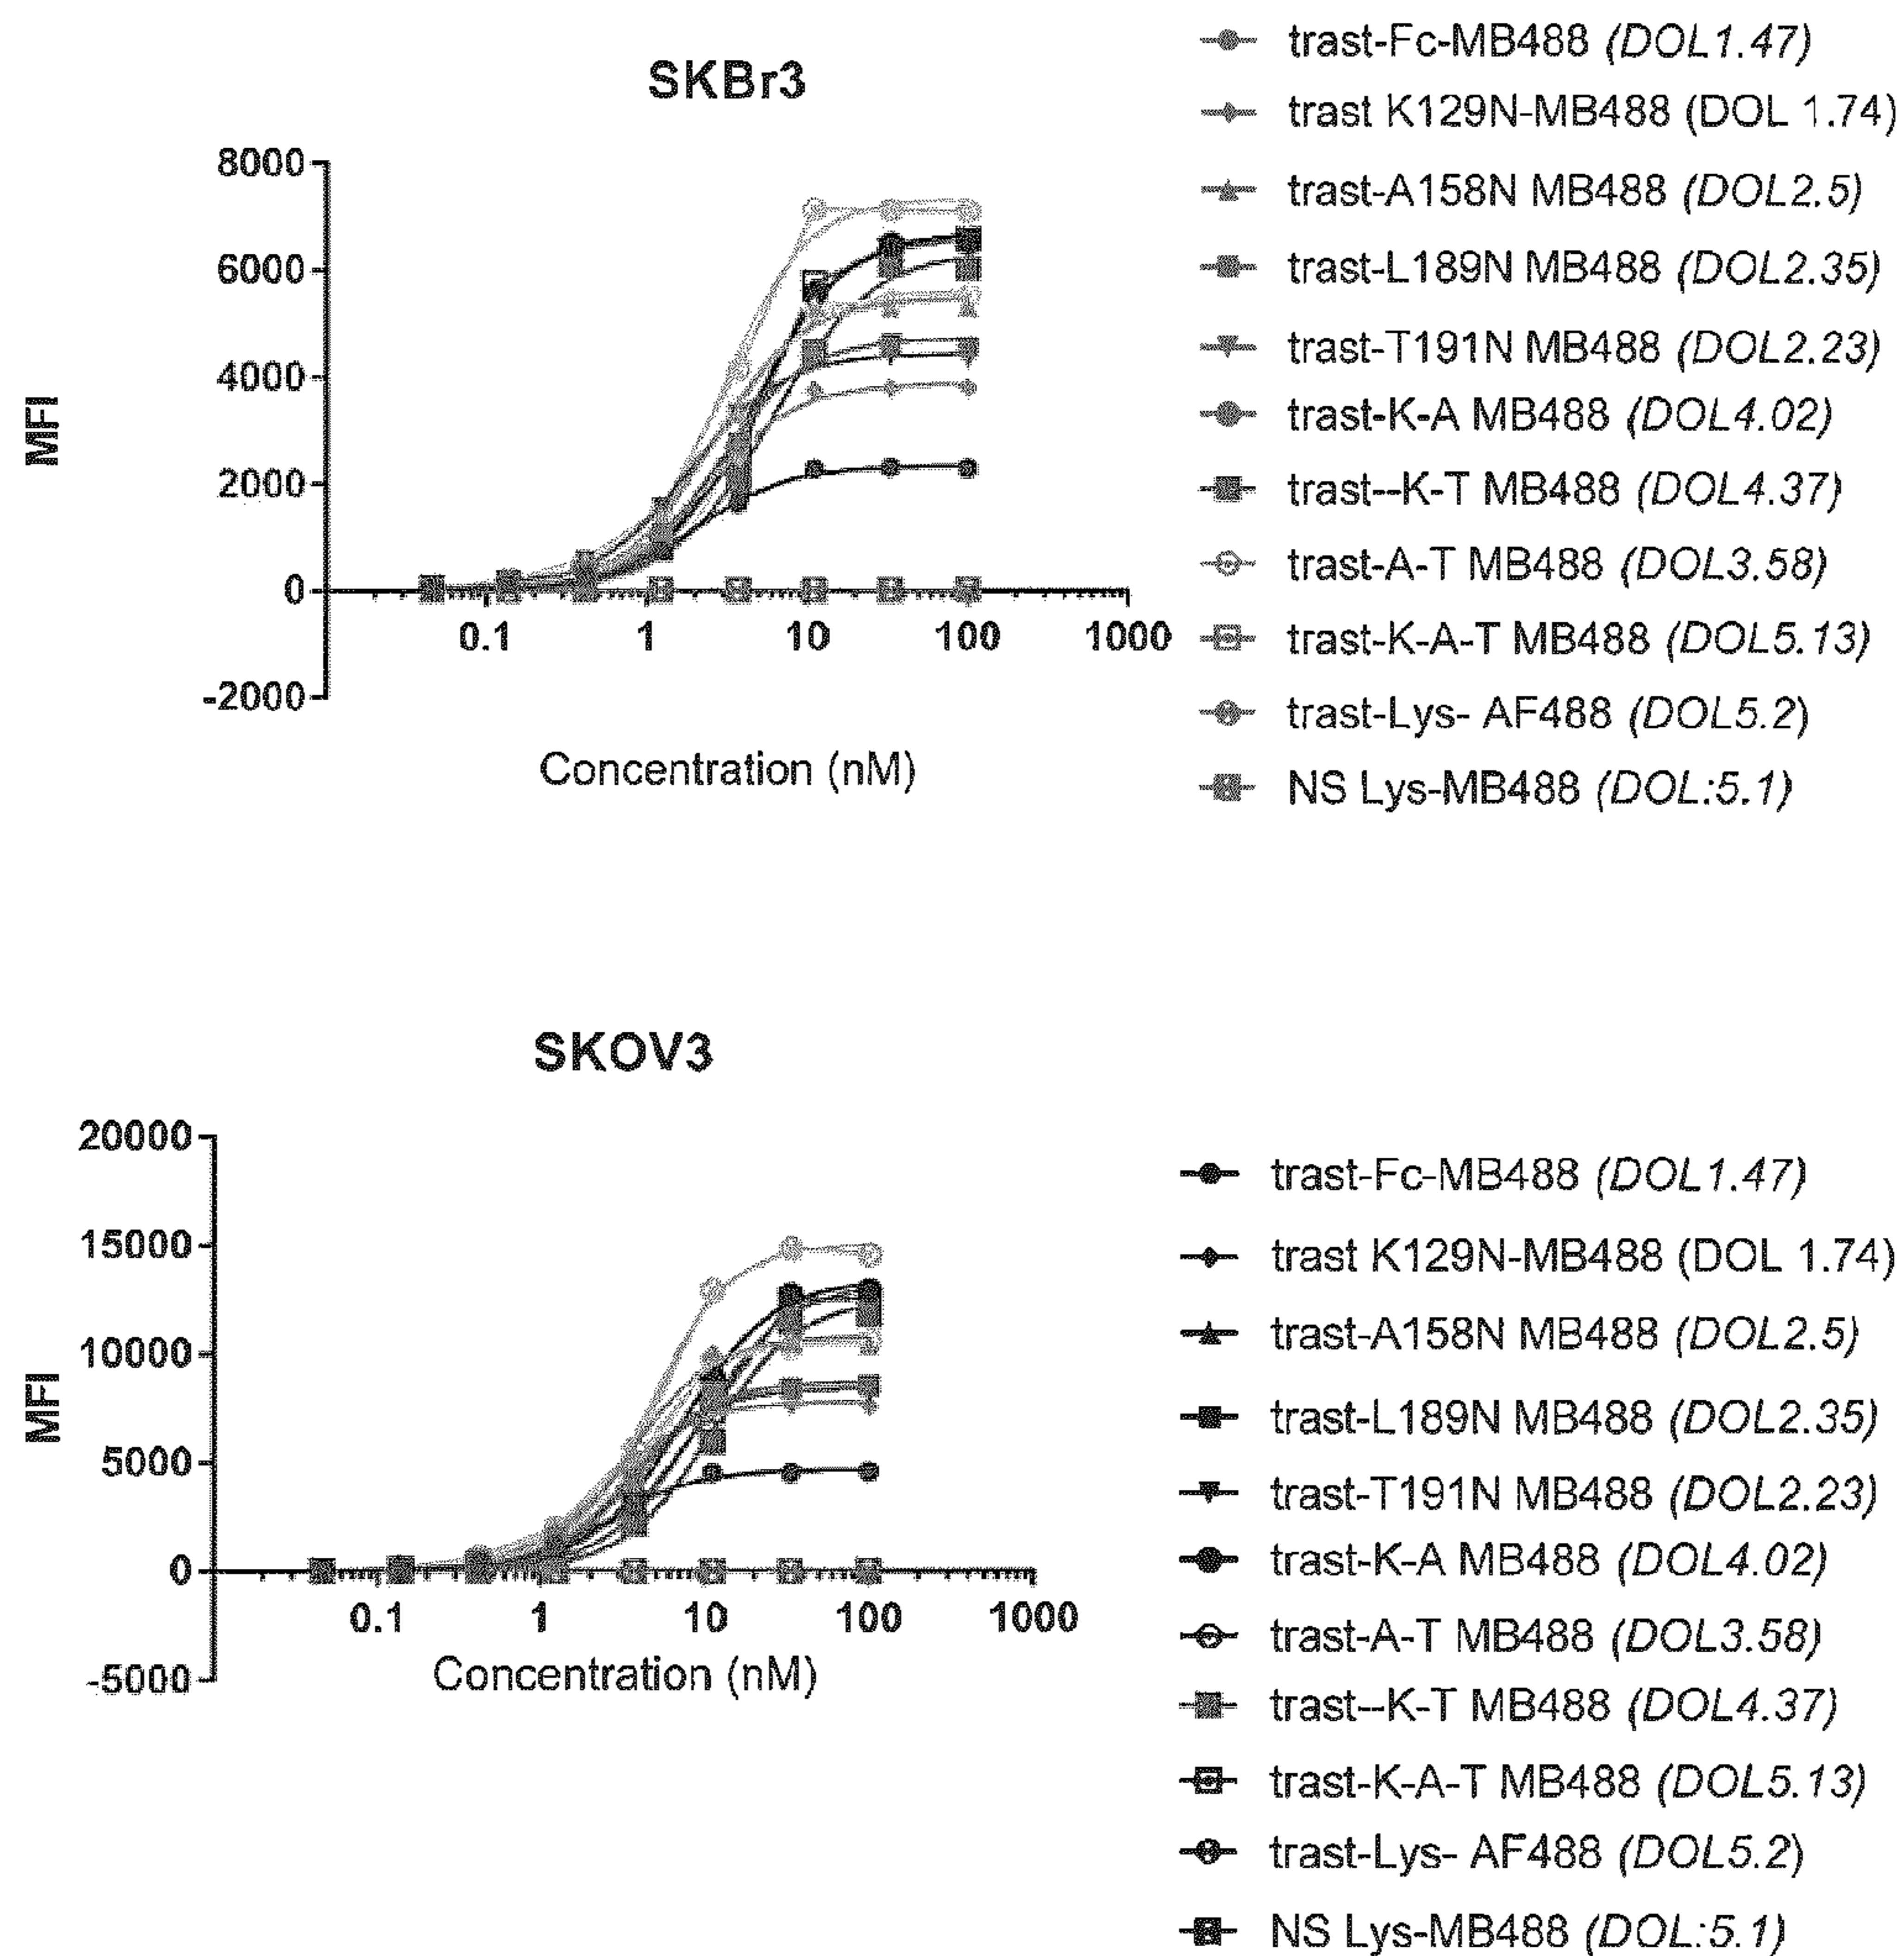 SKBr3
8000
6000
4000
2000
0
-2000
MFI
0.1 1 10 100 1000
Concentration (nM)
trast-Fc-MB488 (DOL1.47)
trast K129N-MB488 (DOL 1.74)
trast-A158N MB488 (DOL2.5)
trast-L189N MB488 (DOL2.35)
trast-T191N MB488 (DOL2.23)
trast-K-A MB488 (DOL4.02)
trast--K-T MB488 (DOL4.37)
trast-A-T MB488 (DOL3.58)
trast-K-A-T MB488 (DOL5.13)
trast-Lys- AF488 (DOL5.2)
NS Lys-MB488 (DOL:5.1)
SKOV3
20000
15000
10000
5000
0
-5000
MFI
0.1 1 10 100 1000
Concentration (nM)
trast-Fc-MB488 (DOL1.47)
trast K129N-MB488 (DOL 1.74)
trast-A158N MB488 (DOL2.5)
trast-L189N MB488 (DOL2.35)
trast-T191N MB488 (DOL2.23)
trast-K-A MB488 (DOL4.02)
trast-A-T MB488 (DOL3.58)
trast--K-T MB488 (DOL4.37)
trast-K-A-T MB488 (DOL5.13)
trast-Lys- AF488 (DOL5.2)
NS Lys-MB488 (DOL:5.1)